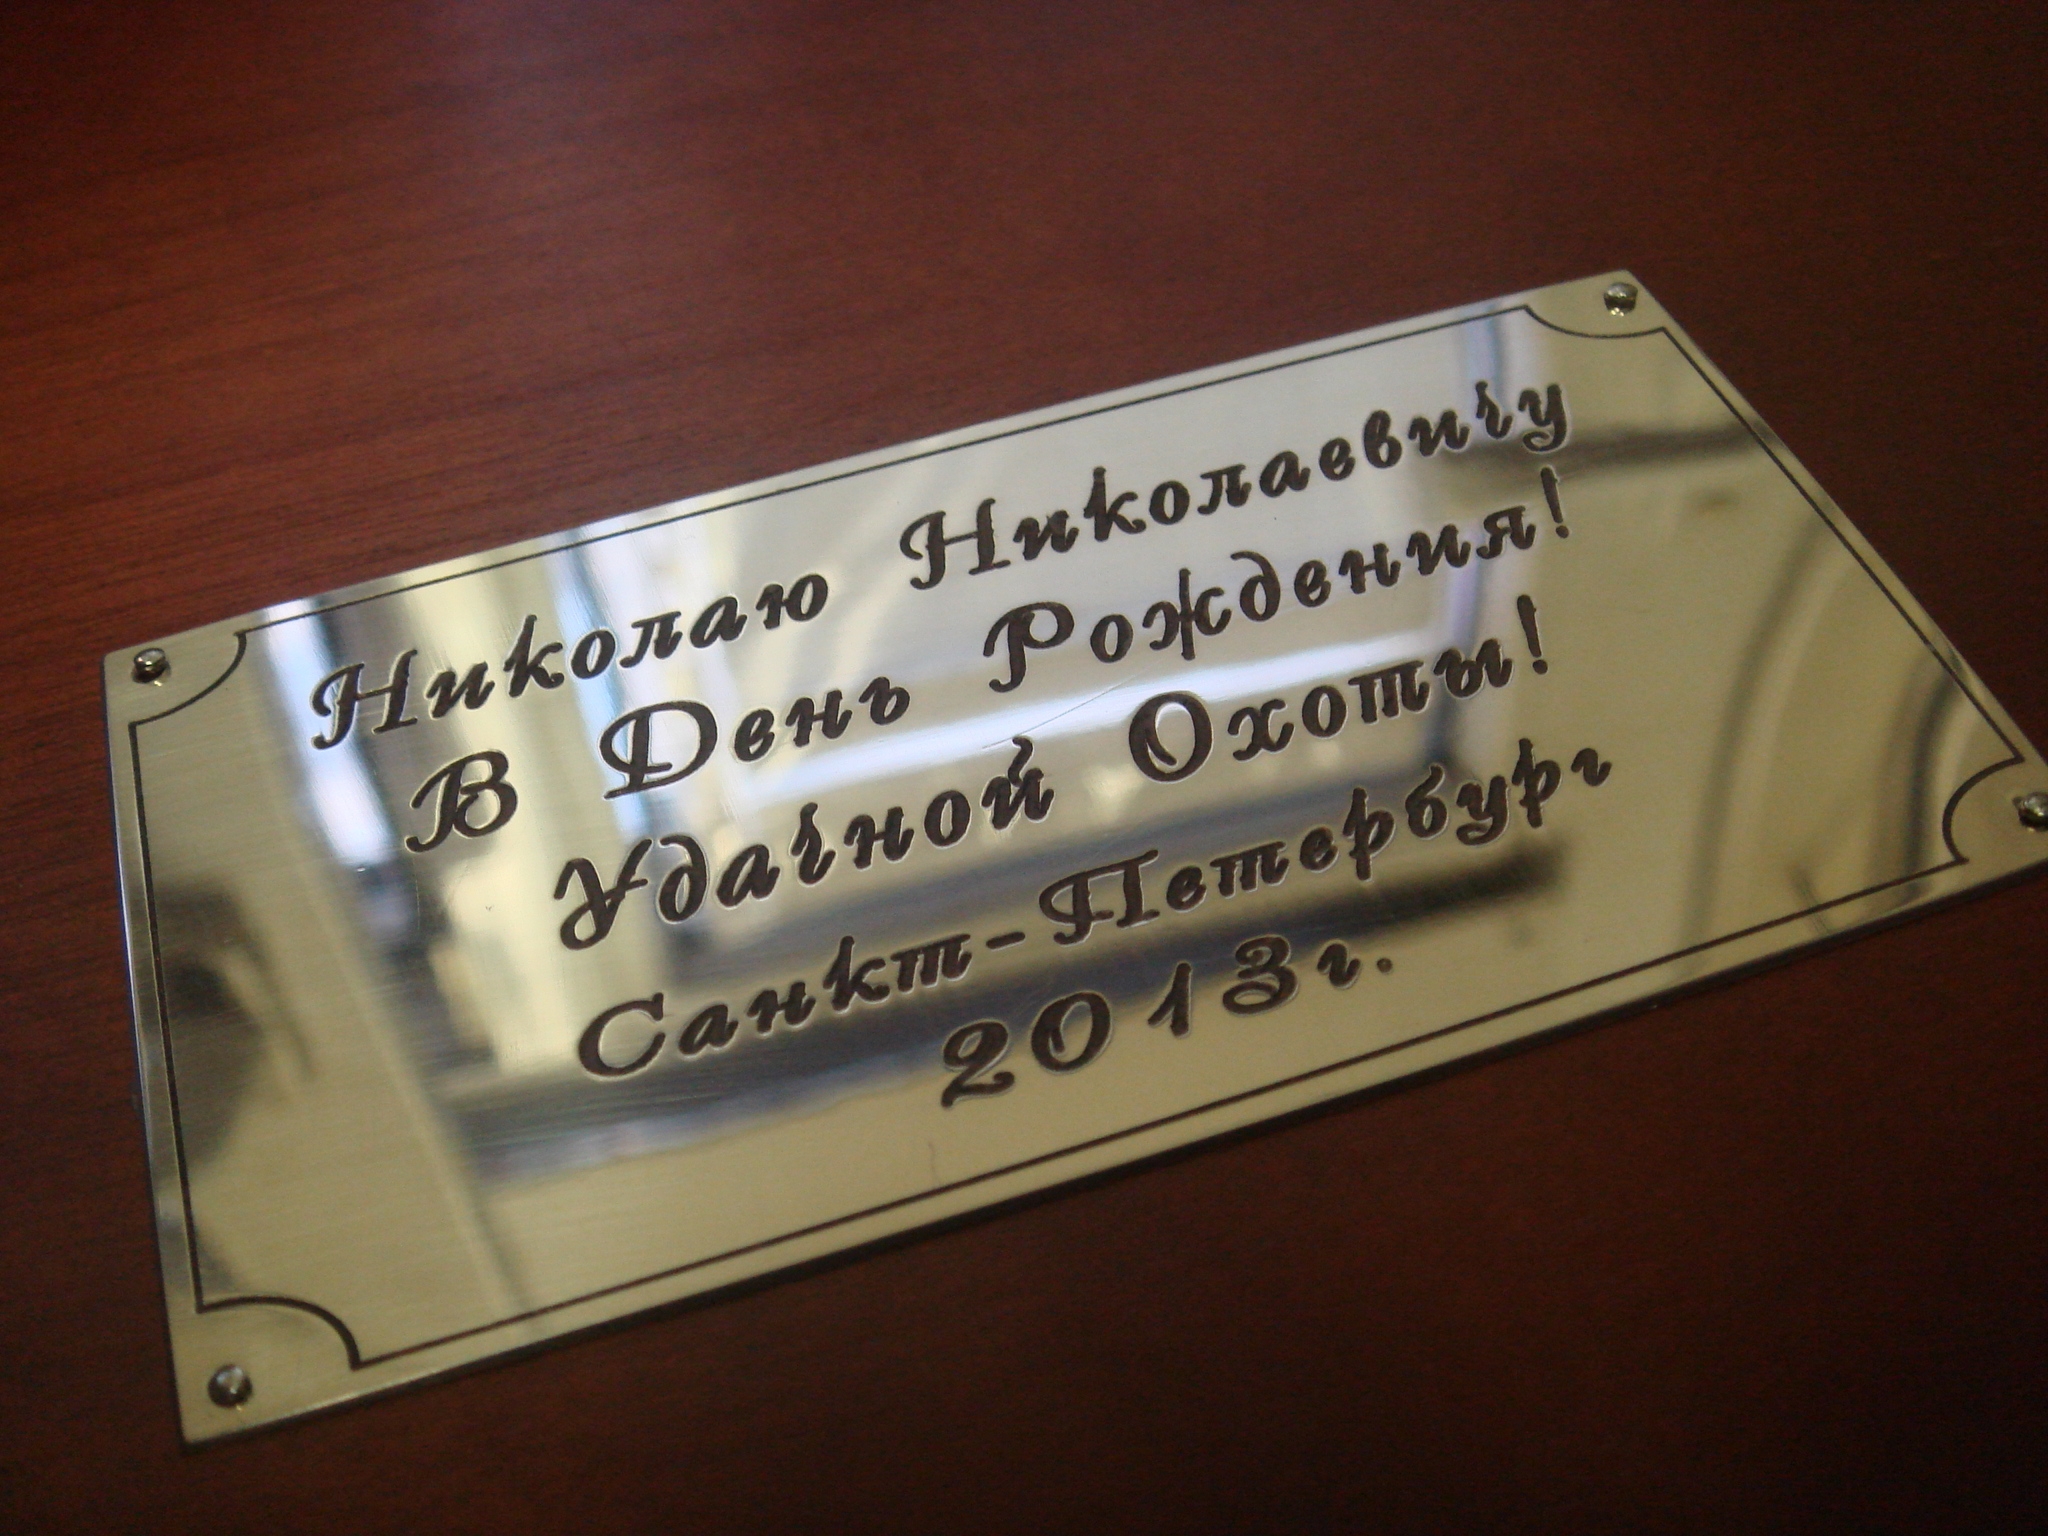 Николаю Николаевичу
В День Рождения!
Удачной Охоты!
Санкт-Петербург
2013г.